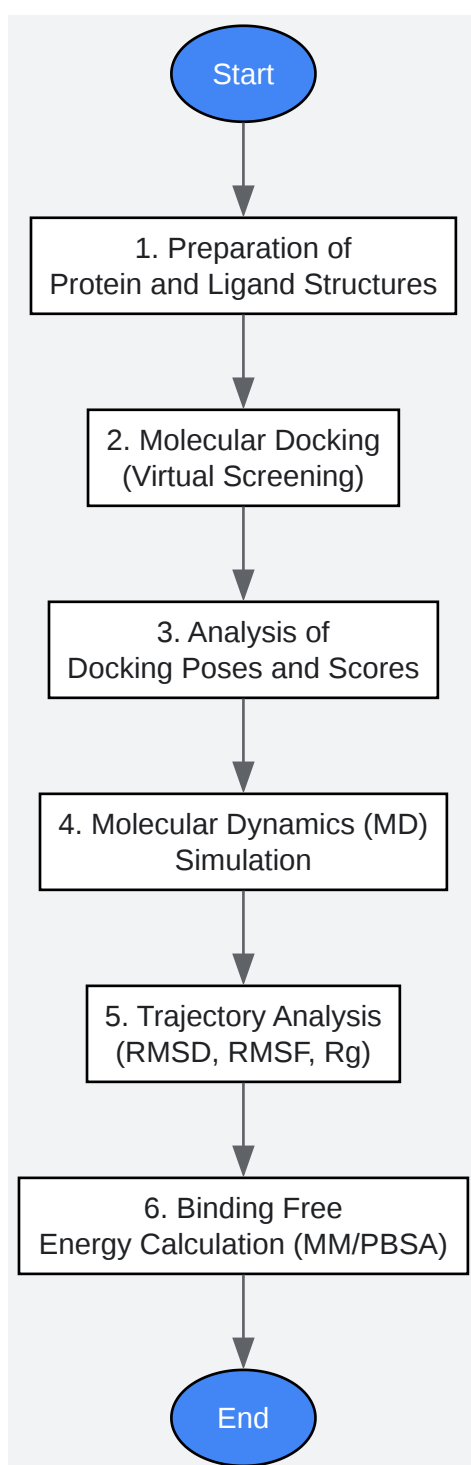 Start
1. Preparation of
Protein and Ligand Structures
2. Molecular Docking
(Virtual Screening)
3. Analysis of
Docking Poses and Scores
4. Molecular Dynamics (MD)
Simulation
5. Trajectory Analysis
(RMSD, RMSF, Rg)
6. Binding Free
Energy Calculation (MM/PBSA)
End